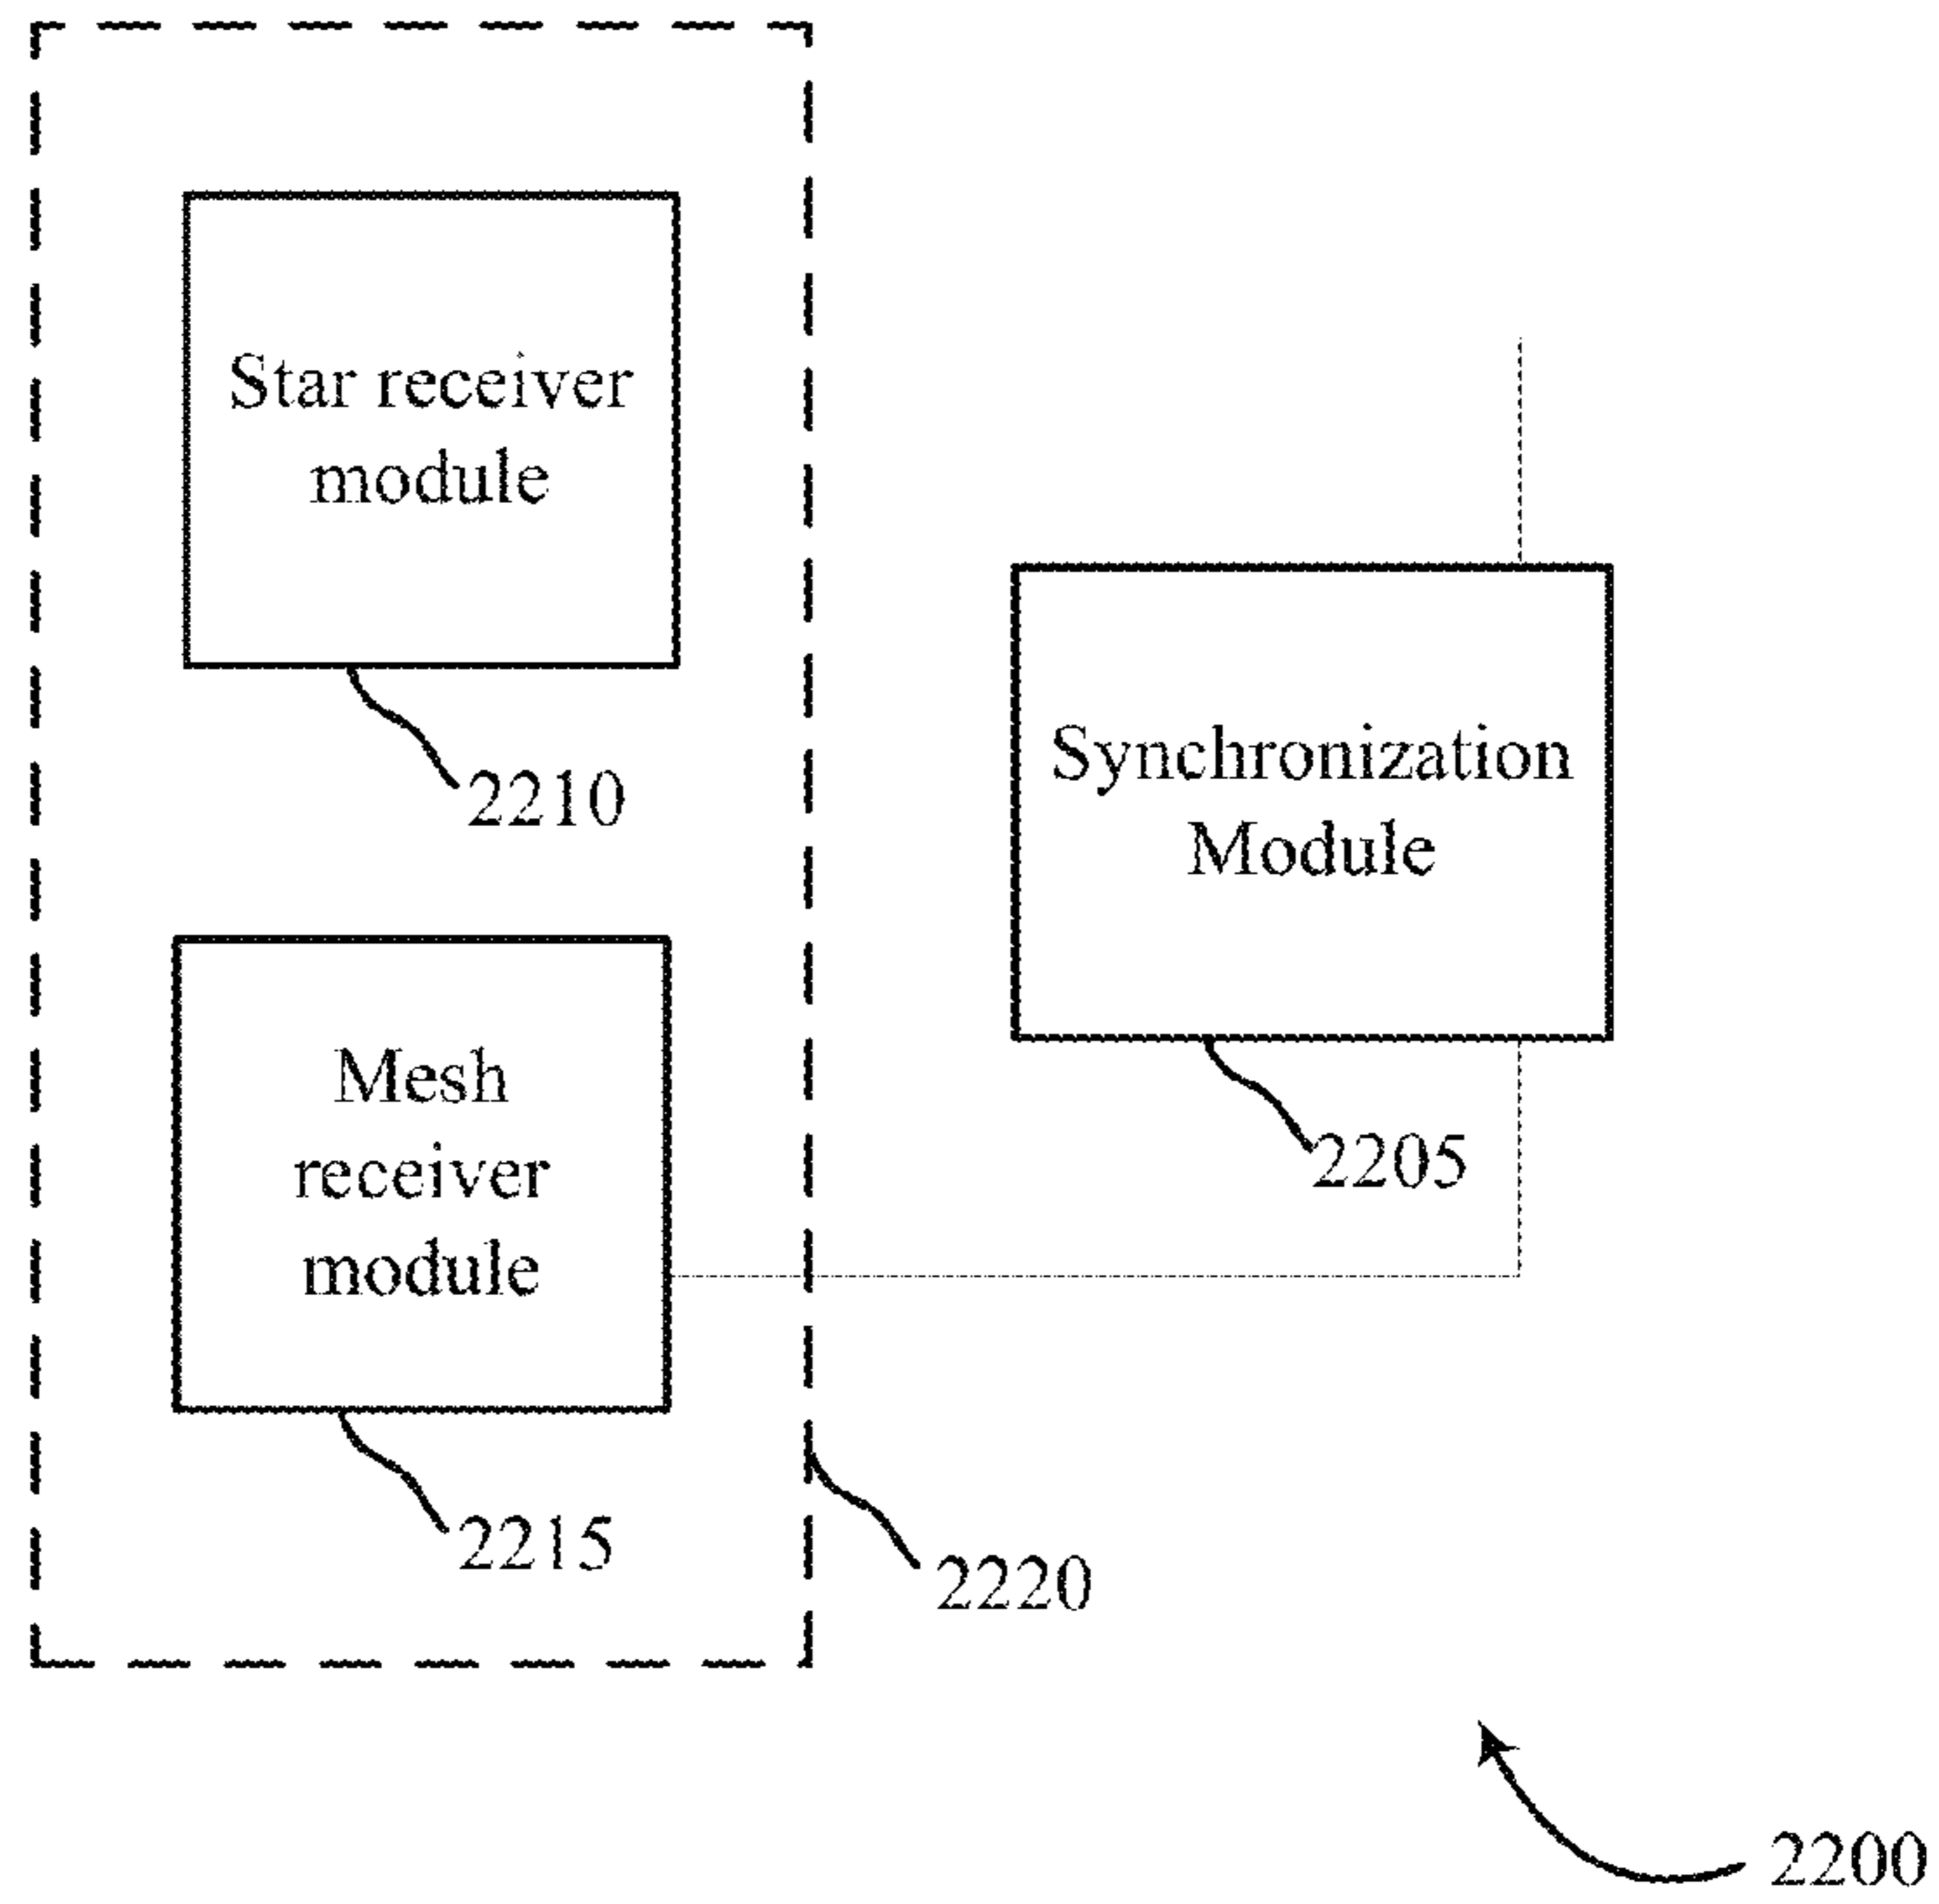 Star receiver
module
2210
Synchronization
Module
2205
Mesh
receiver
module
2215
2220
2200